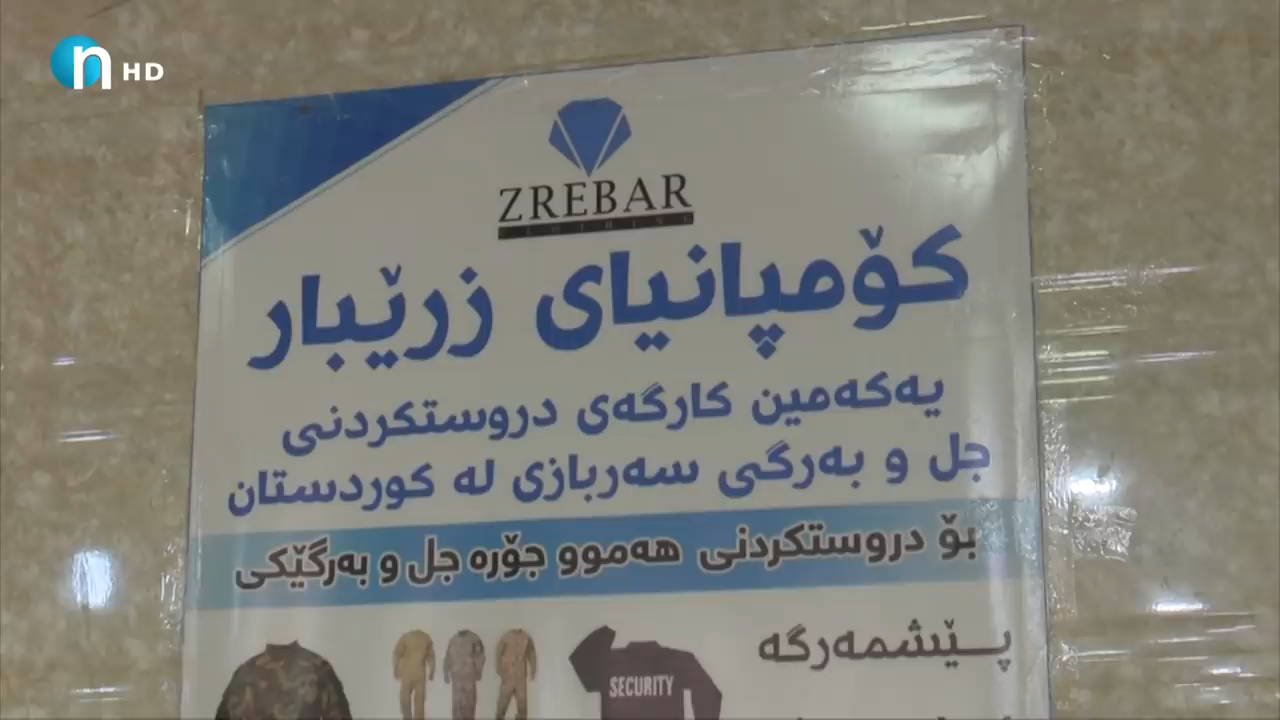 n HD
ZREBAR
کۆمپانیای زرێبار
یەکەمین کارگەی دروستکردنی
جل و بەرگی سەربازی لە کوردستان
بۆ دروستکردنی هەموو جۆرە جل و بەرگێکی
پێشمەرگە
SECURITY